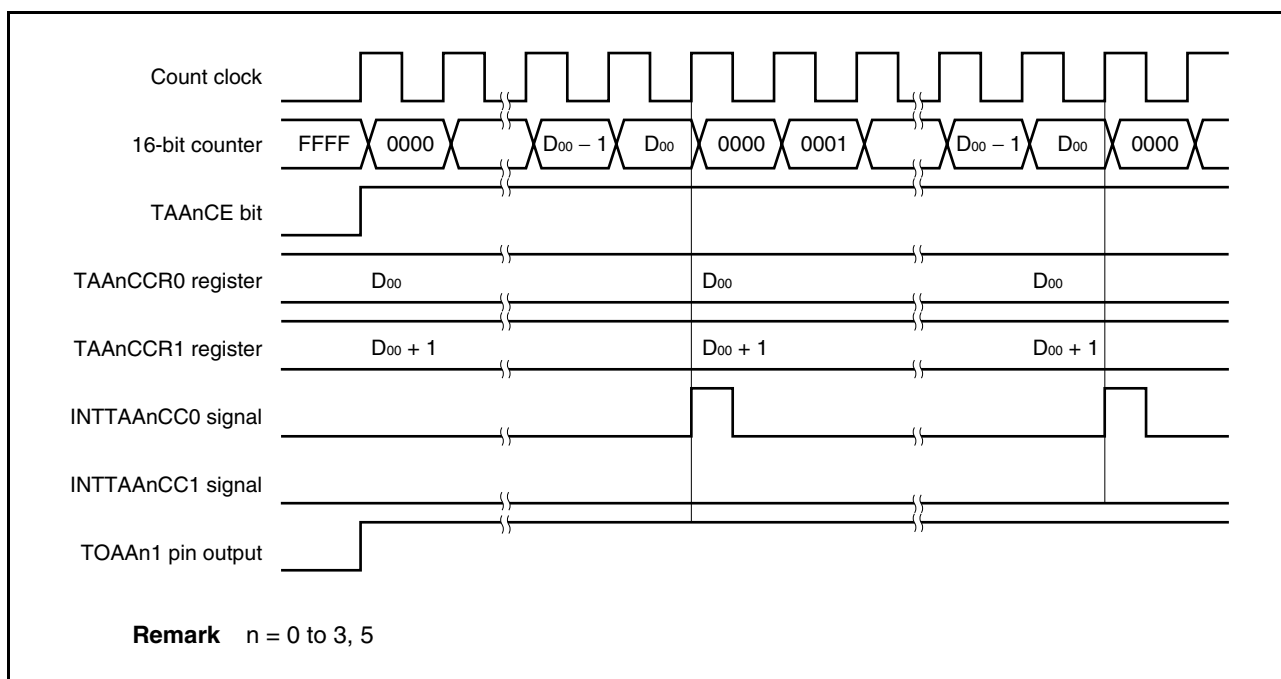 Count clock
16-bit counter FFFF 0000 D00 – 1 D00 0000 0001 D00 – 1 D00 0000
TAAnCE bit
TAAnCCR0 register D00 D00 D00
TAAnCCR1 register D00 + 1 D00 + 1 D00 + 1
INTTAAnCC0 signal
INTTAAnCC1 signal
TOAAn1 pin output
Remark n = 0 to 3, 5